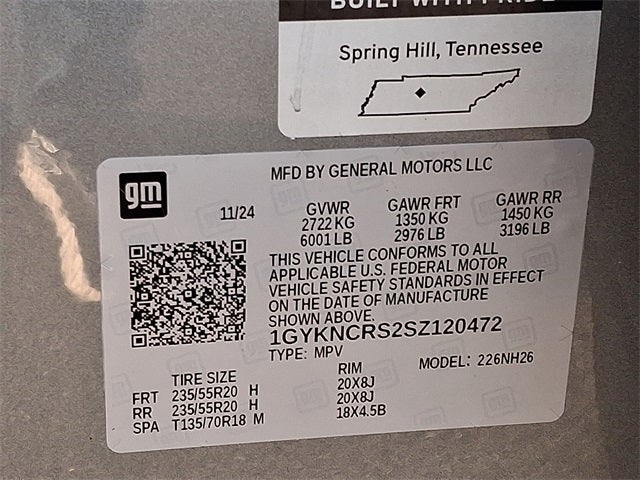 BUILT WITH PRIDE
Spring Hill, Tennessee
gm
MFD BY GENERAL MOTORS LLC
11/24
GVWR GAWR FRT GAWR RR
2722 KG 1350 KG 1450 KG
6001 LB 2976 LB 3196 LB
THIS VEHICLE CONFORMS TO ALL
APPLICABLE U.S. FEDERAL MOTOR
VEHICLE SAFETY STANDARDS IN EFFECT
ON THE DATE OF MANUFACTURE
SHOWN ABOVE.
1GYKNCRS2SZ120472
TYPE: MPV MODEL: 226NH26
TIRE SIZE RIM
FRT 235/55R20 H 20X8J
RR 235/55R20 H 20X8J
SPA T135/70R18 M 18X4.5B